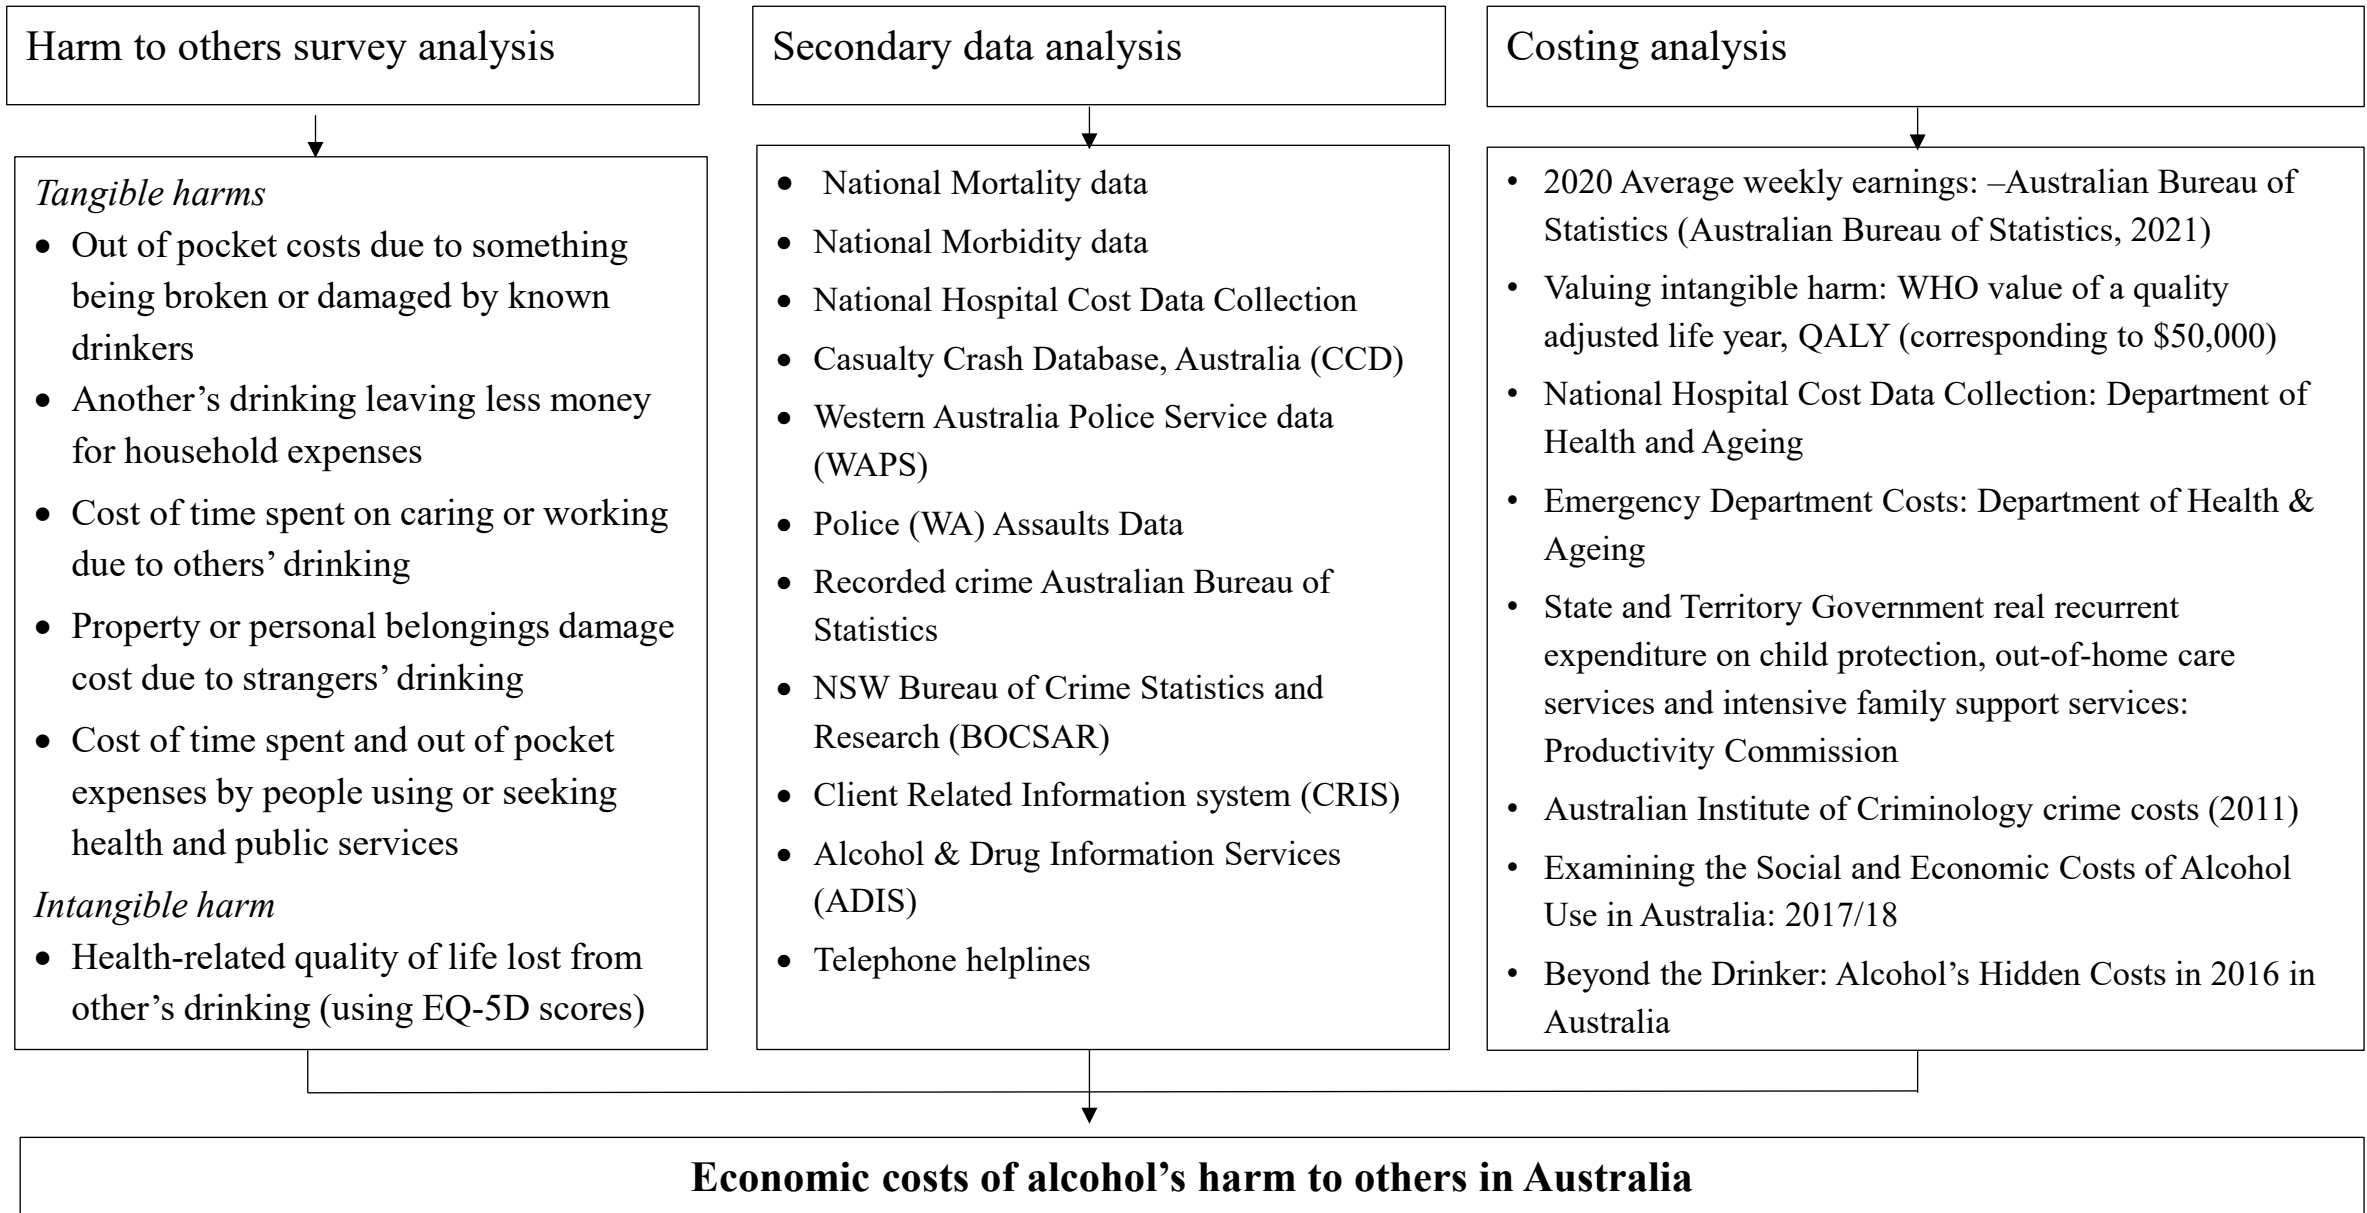 Harm to others survey analysis
Tangible harms
• Out of pocket costs due to something
being broken or damaged by known
drinkers
• Another’s drinking leaving less money
for household expenses
• Cost of time spent on caring or working
due to others’ drinking
• Property or personal belongings damage
cost due to strangers’ drinking
• Cost of time spent and out of pocket
expenses by people using or seeking
health and public services
Intangible harm
• Health-related quality of life lost from
other’s drinking (using EQ-5D scores)
Secondary data analysis
• National Mortality data
• National Morbidity data
• National Hospital Cost Data Collection
• Casualty Crash Database, Australia (CCD)
• Western Australia Police Service data
(WAPS)
• Police (WA) Assaults Data
• Recorded crime Australian Bureau of
Statistics
• NSW Bureau of Crime Statistics and
Research (BOCSAR)
• Client Related Information system (CRIS)
• Alcohol & Drug Information Services
(ADIS)
• Telephone helplines
Costing analysis
• 2020 Average weekly earnings: –Australian Bureau of
Statistics (Australian Bureau of Statistics, 2021)
• Valuing intangible harm: WHO value of a quality
adjusted life year, QALY (corresponding to $50,000)
• National Hospital Cost Data Collection: Department of
Health and Ageing
• Emergency Department Costs: Department of Health &
Ageing
• State and Territory Government real recurrent
expenditure on child protection, out-of-home care
services and intensive family support services:
Productivity Commission
• Australian Institute of Criminology crime costs (2011)
• Examining the Social and Economic Costs of Alcohol
Use in Australia: 2017/18
• Beyond the Drinker: Alcohol’s Hidden Costs in 2016 in
Australia
Economic costs of alcohol’s harm to others in Australia